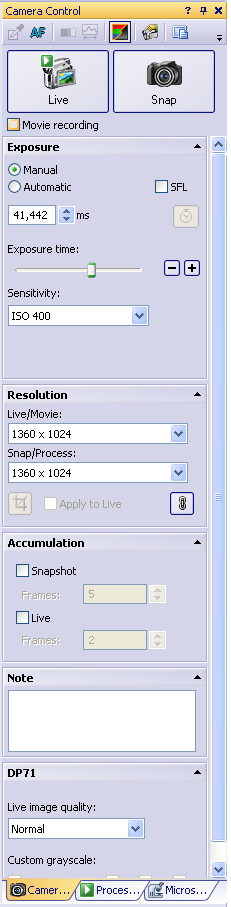 Camera Control
AF
Live
Snap
Movie recording
Exposure
Manual
Automatic
SFL
41,442 ms
Exposure time:
Sensitivity:
ISO 400
Resolution
Live/Movie:
1360 x 1024
Snap/Process:
1360 x 1024
Apply to Live
Accumulation
Snapshot
Frames: 5
Live
Frames: 2
Note
DP71
Live image quality:
Normal
Custom grayscale:
Camer... Proces... Micros...